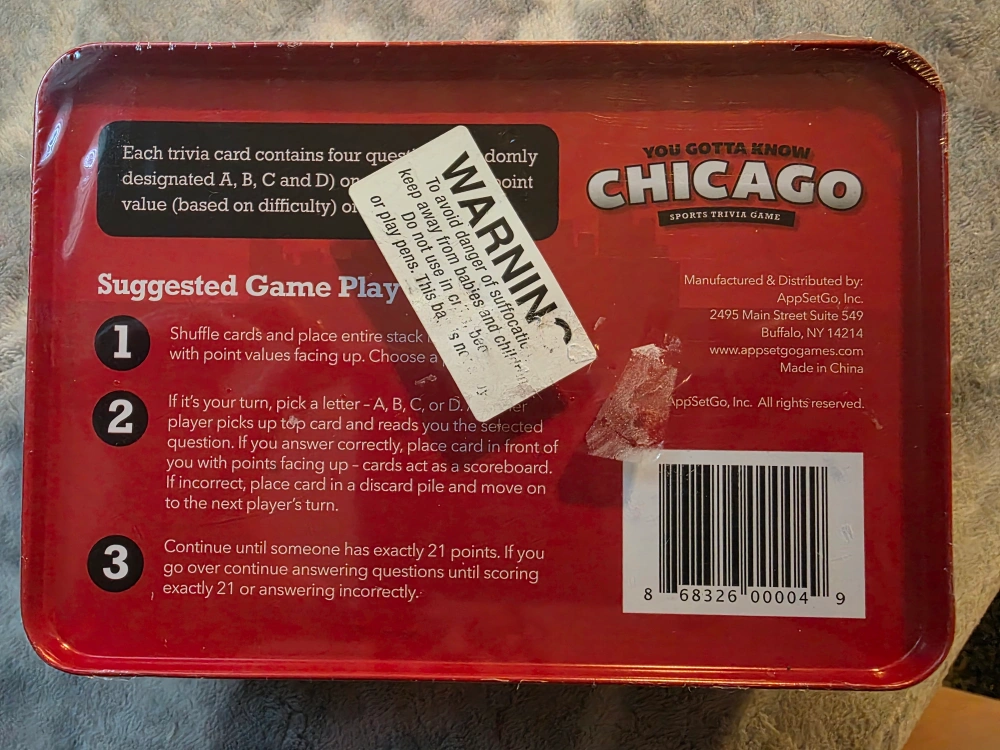 Each trivia card contains four domly
designated A, B, C and D) oint
value (based on difficulty)
YOU GOTTA KNOW
CHICAGO
SPORTS TRIVIA GAME
WARNIN
To avoid danger of
keep away from babies and
Do not use in
or play pens. This
Suggested Game Play
1
Shuffle cards and place entire stack
with point values facing up. Choose a
2
If it's your turn, pick a letter – A, B, C, or D.
player picks up top card and reads you the selected
question. If you answer correctly, place card in front of
you with points facing up – cards act as a scoreboard.
If incorrect, place card in a discard pile and move on
to the next player's turn.
3
Continue until someone has exactly 21 points. If you
go over continue answering questions until scoring
exactly 21 or answering incorrectly.
Manufactured & Distributed by:
AppSetGo, Inc.
2495 Main Street Suite 549
Buffalo, NY 14214
www.appsetgogames.com
Made in China
AppSetGo, Inc. All rights reserved.
8 68326 00004 9